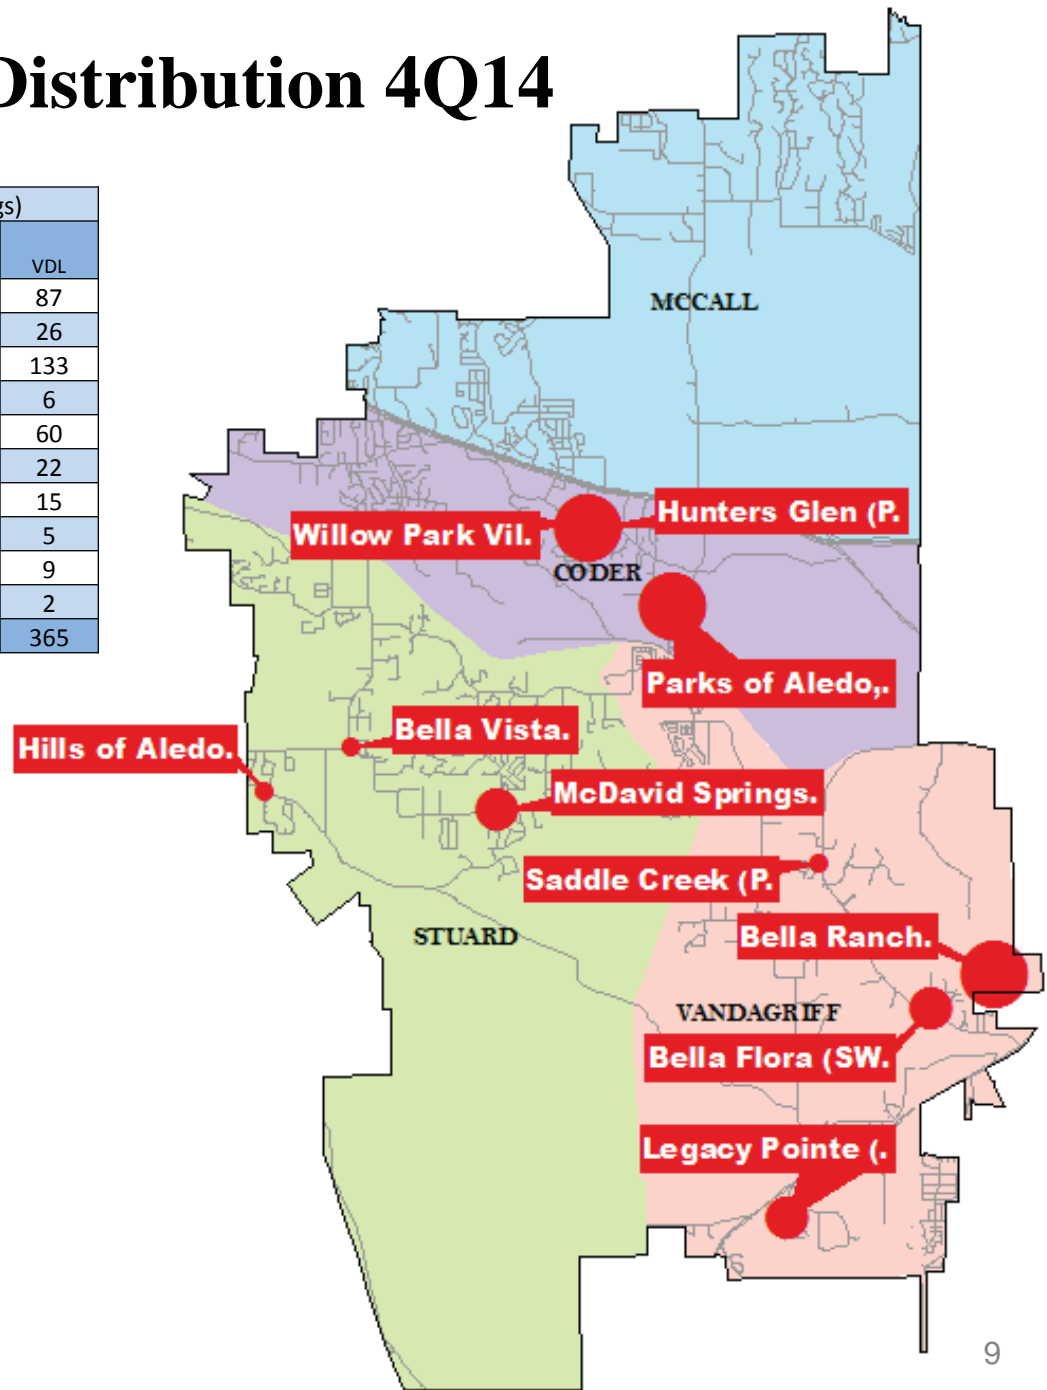 Distribution 4Q14
gs)
VDL
87
26
133
6
60
22
15
5
9
2
365
MCCALL
Hunters Glen (P.
Willow Park Vil.
CODER
Parks of Aledo,.
Bella Vista.
Hills of Aledo.
McDavid Springs.
Saddle Creek (P.
STUARD
Bella Ranch.
VANDAGRIFF
Bella Flora (SW.
Legacy Pointe (.
9